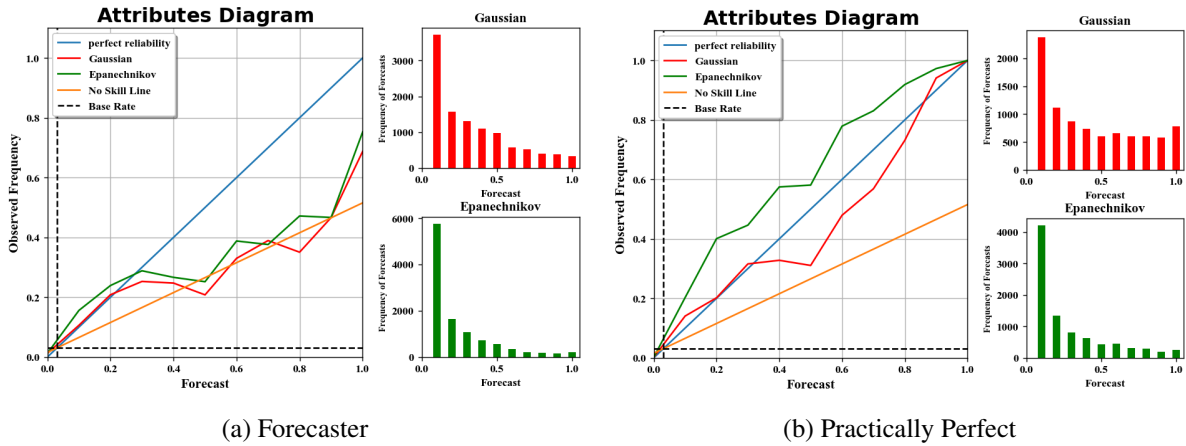 Attributes Diagram
perfect reliability
Gaussian
Epanechnikov
No Skill Line
Base Rate
Observed Frequency
1.0
0.8
0.6
0.4
0.2
0.0
0.0 0.2 0.4 0.6 0.8 1.0
Forecast
Gaussian
Frequency of Forecasts
3000
2000
1000
0
0.0 0.5 1.0
Forecast
Epanechnikov
Frequency of Forecasts
6000
4000
2000
0
0.0 0.5 1.0
Forecast
(a) Forecaster
Attributes Diagram
perfect reliability
Gaussian
Epanechnikov
No Skill Line
Base Rate
Observed Frequency
1.0
0.8
0.6
0.4
0.2
0.0
0.0 0.2 0.4 0.6 0.8 1.0
Forecast
Gaussian
Frequency of Forecasts
2000
1500
1000
500
0
0.0 0.5 1.0
Forecast
Epanechnikov
Frequency of Forecasts
4000
3000
2000
1000
0
0.0 0.5 1.0
Forecast
(b) Practically Perfect